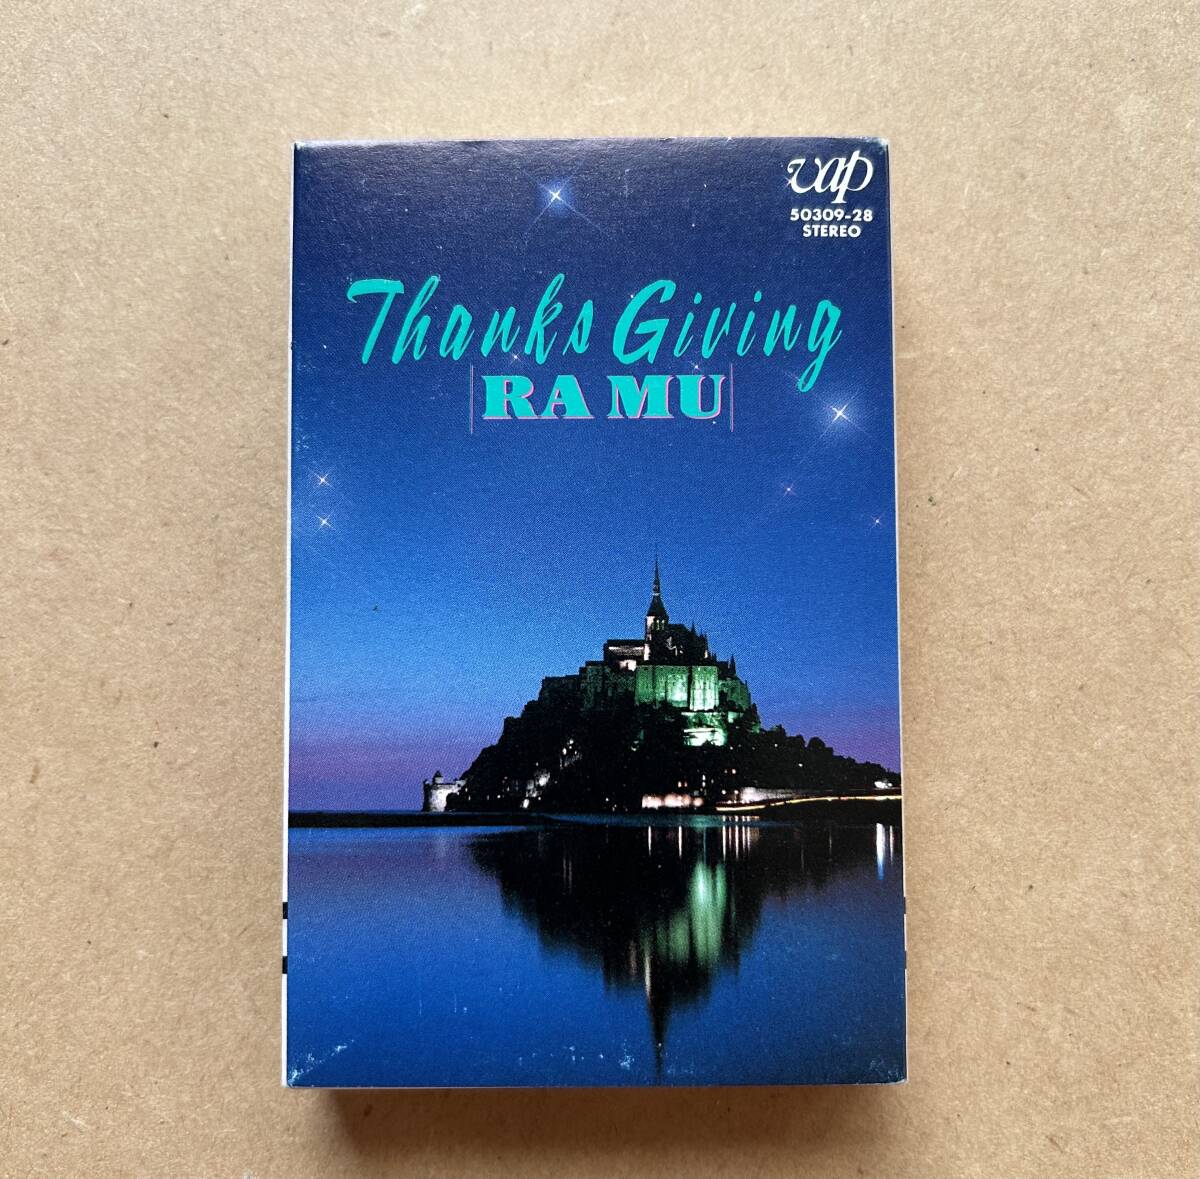 vap
50309-28
STEREO
Thanks Giving
RA MU